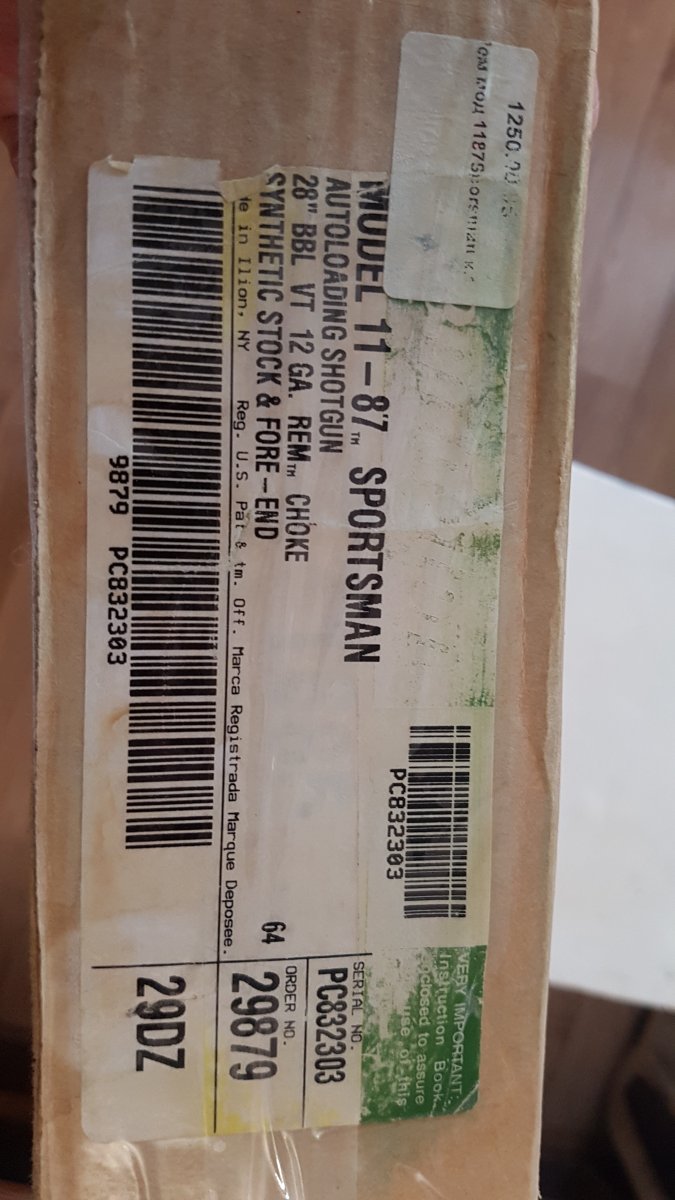 1250.
1187Sporsman к."
MODEL 11-87™ SPORTSMAN
AUTOLOADING SHOTGUN
28" BBL VT 12 GA. REM™ CHOKE
SYNTHETIC STOCK & FORE-END
in Ilion, NY Reg. U.S. Pat & tm. Off. Marca Registrada Marque Deposee.
64
9879 PC832303
PC832303
VERY IMPORTANT:
Instruction Book
closed to assure
use of this
SERIAL NO.
PC832303
ORDER NO.
29879
29DZ